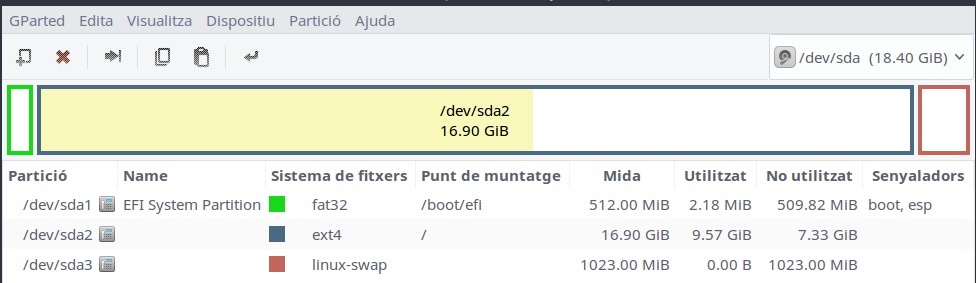 GParted Edita Visualitza Dispositiu Partició Ajuda
/dev/sda (18.40 GiB)
/dev/sda2
16.90 GiB
Partició Name Sistema de fitxers Punt de muntatge Mida Utilitzat No utilitzat Senyaladors
/dev/sda1 EFI System Partition fat32 /boot/efi 512.00 MiB 2.18 MiB 509.82 MiB boot, esp
/dev/sda2 ext4 / 16.90 GiB 9.57 GiB 7.33 GiB
/dev/sda3 linux-swap 1023.00 MiB 0.00 B 1023.00 MiB